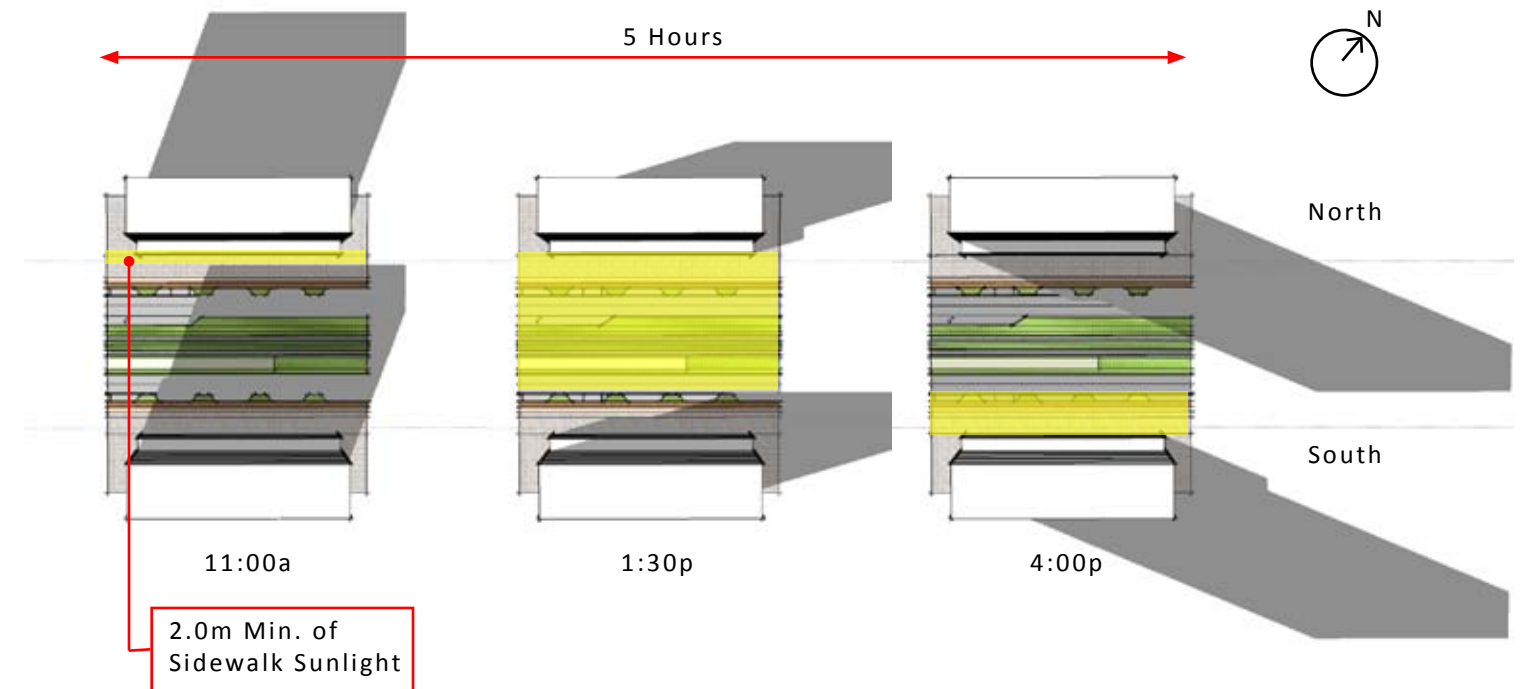 5 Hours
N
North
South
11:00a
1:30p
4:00p
2.0m Min. of
Sidewalk Sunlight